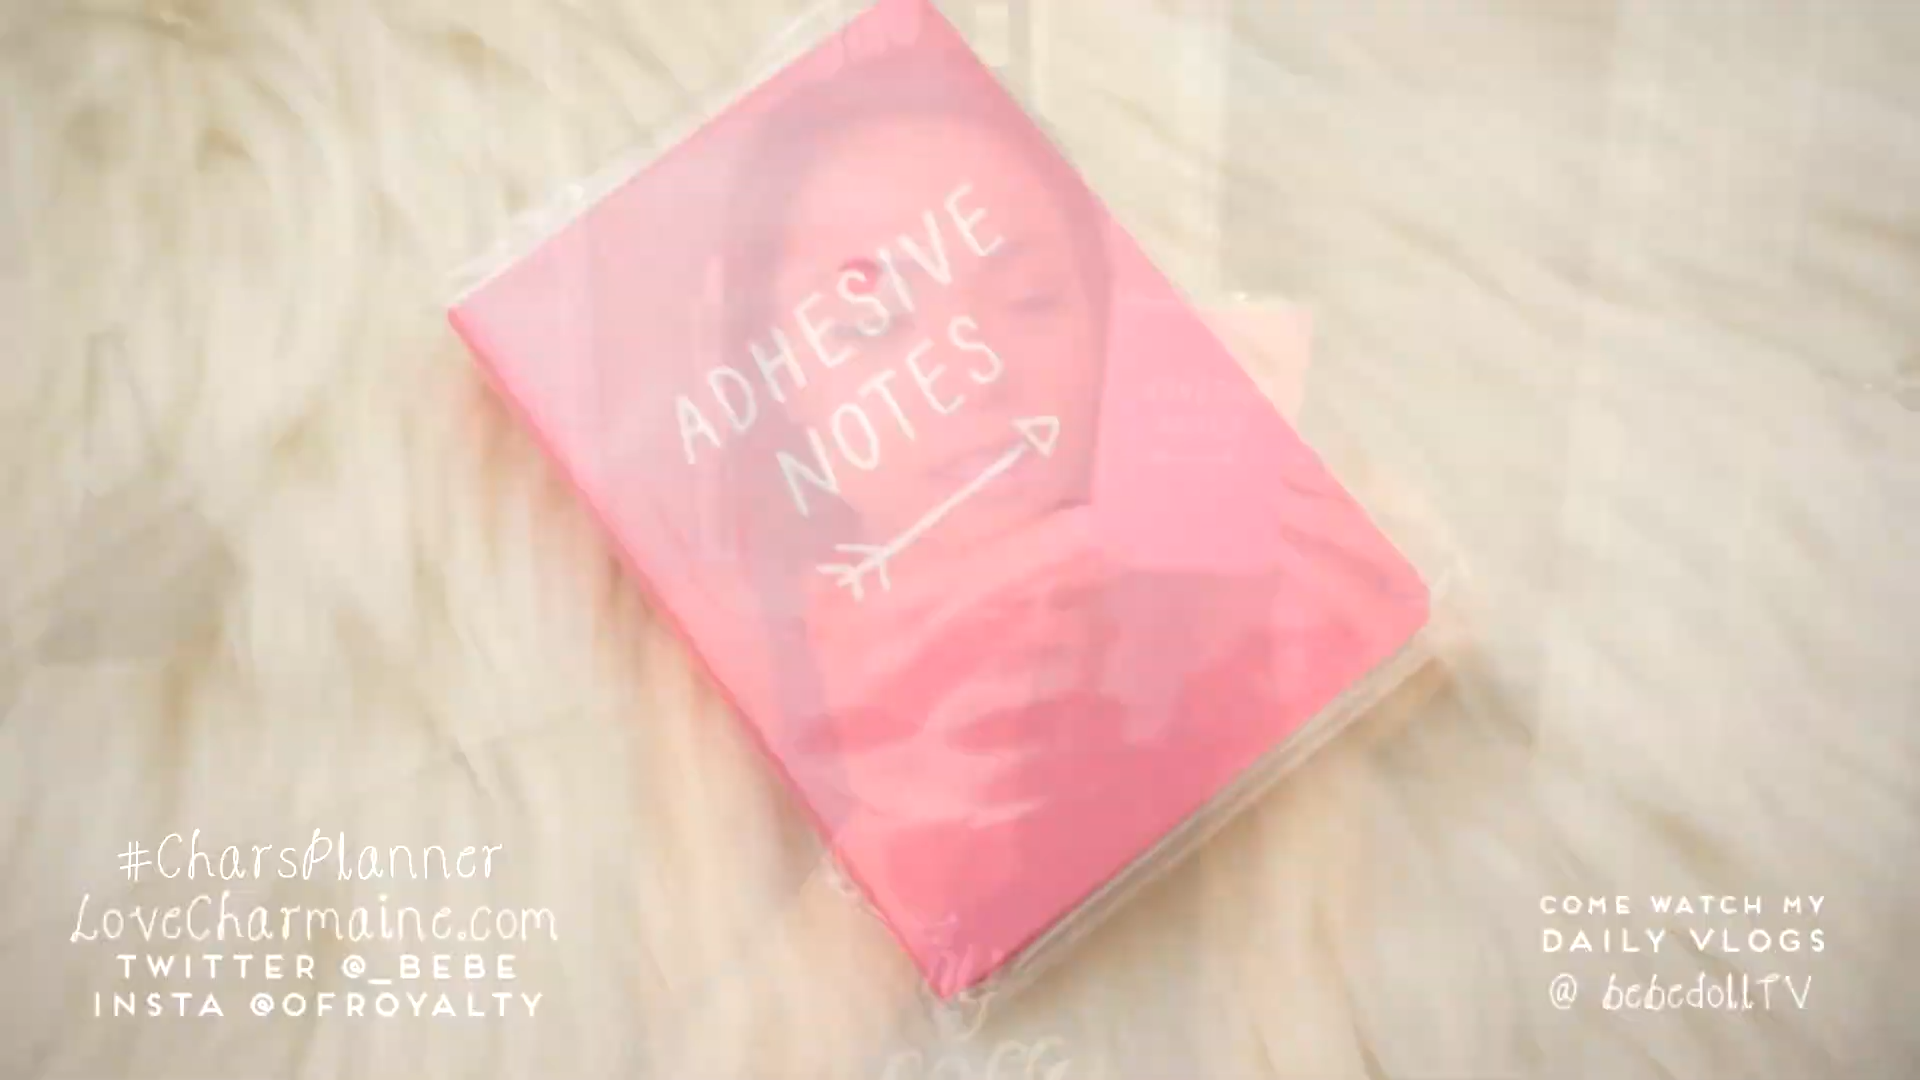 ADHESIVE
NOTES
#CharsPlanner
LoveCharmaine.com
TWITTER @_BEBE
INSTA @OFROYALTY
COME WATCH MY
DAILY VLOGS
@ bebedollTV